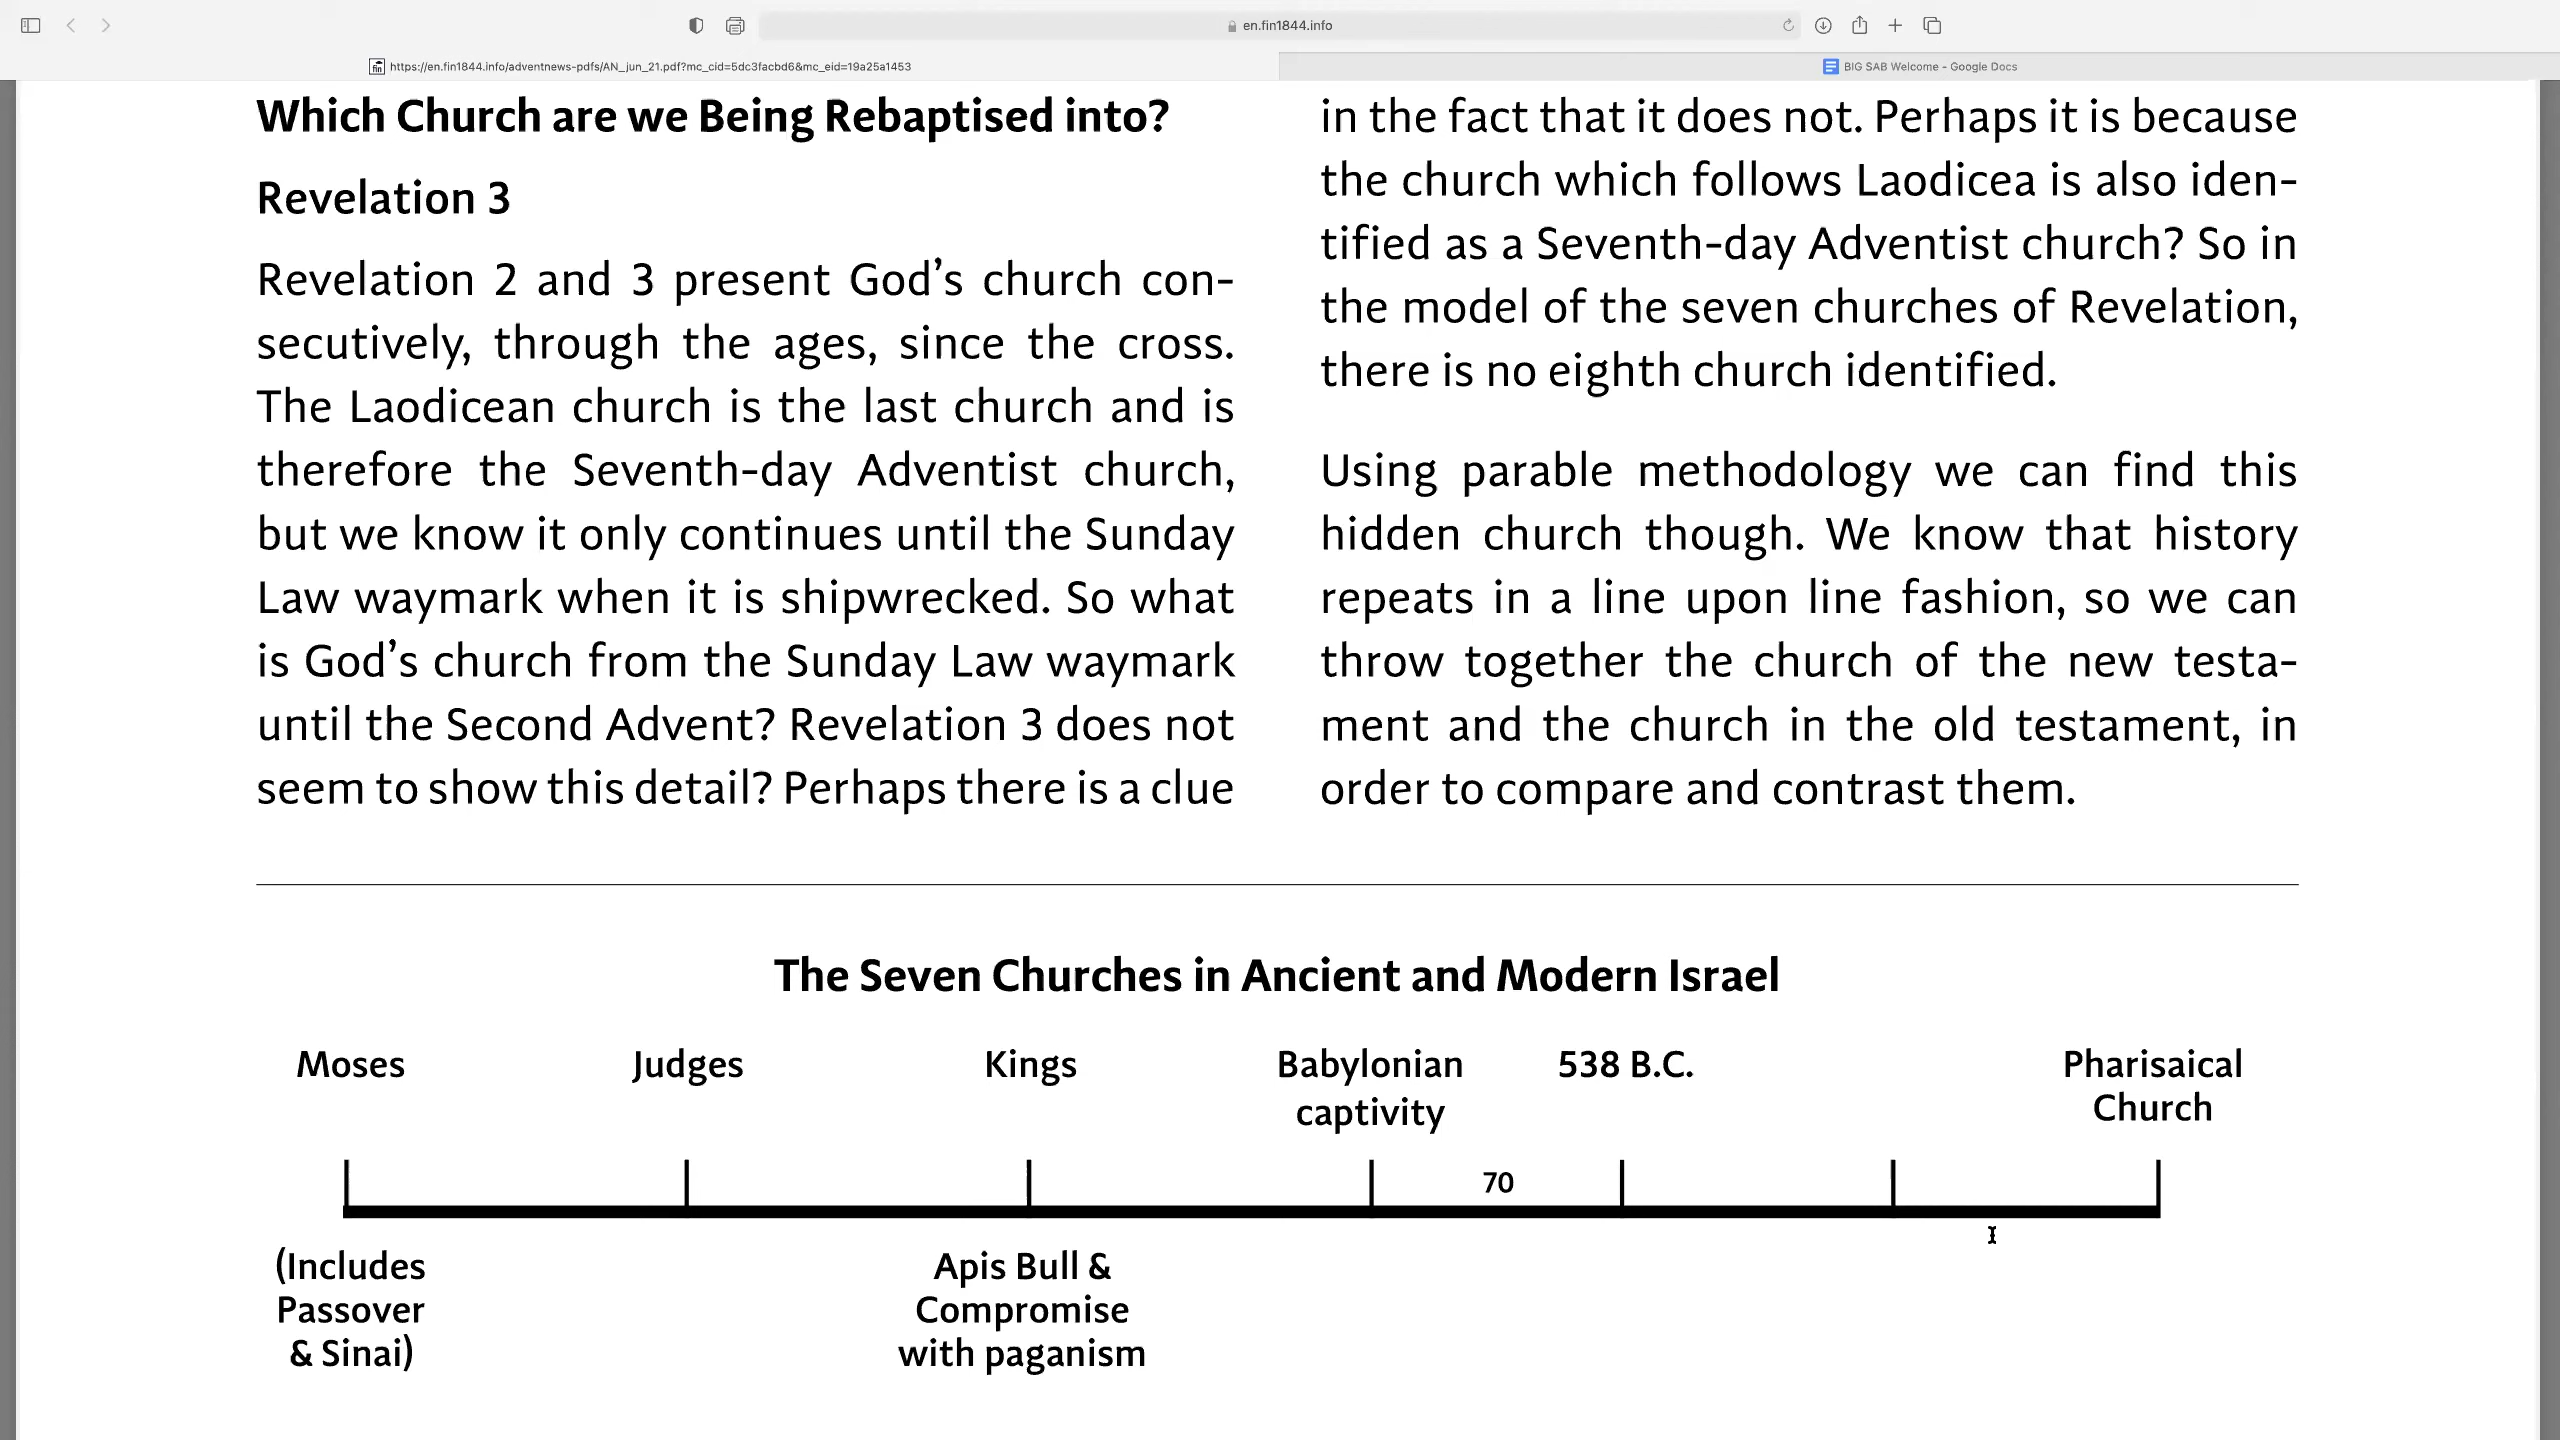 en.fin1844.info
https://en.fin1844.info/adventnews-pdfs/AN_jun_21.pdf?mc_cid=5dc3facbd6&mc_eid=19a25a1453
BIG SAB Welcome - Google Docs
Which Church are we Being Rebaptised into?
Revelation 3
Revelation 2 and 3 present God’s church con-
secutively, through the ages, since the cross.
The Laodicean church is the last church and is
therefore the Seventh-day Adventist church,
but we know it only continues until the Sunday
Law waymark when it is shipwrecked. So what
is God’s church from the Sunday Law waymark
until the Second Advent? Revelation 3 does not
seem to show this detail? Perhaps there is a clue
in the fact that it does not. Perhaps it is because
the church which follows Laodicea is also iden-
tified as a Seventh-day Adventist church? So in
the model of the seven churches of Revelation,
there is no eighth church identified.
Using parable methodology we can find this
hidden church though. We know that history
repeats in a line upon line fashion, so we can
throw together the church of the new testa-
ment and the church in the old testament, in
order to compare and contrast them.
The Seven Churches in Ancient and Modern Israel
Moses
Judges
Kings
Babylonian
captivity
538 B.C.
Pharisaical
Church
70
(Includes
Passover
& Sinai)
Apis Bull &
Compromise
with paganism